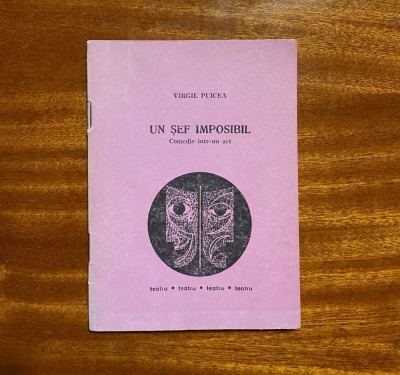 VIRGIL PUICEA
UN ȘEF IMPOSIBIL
Comedie într-un act
teatru • teatru • teatru • teatru